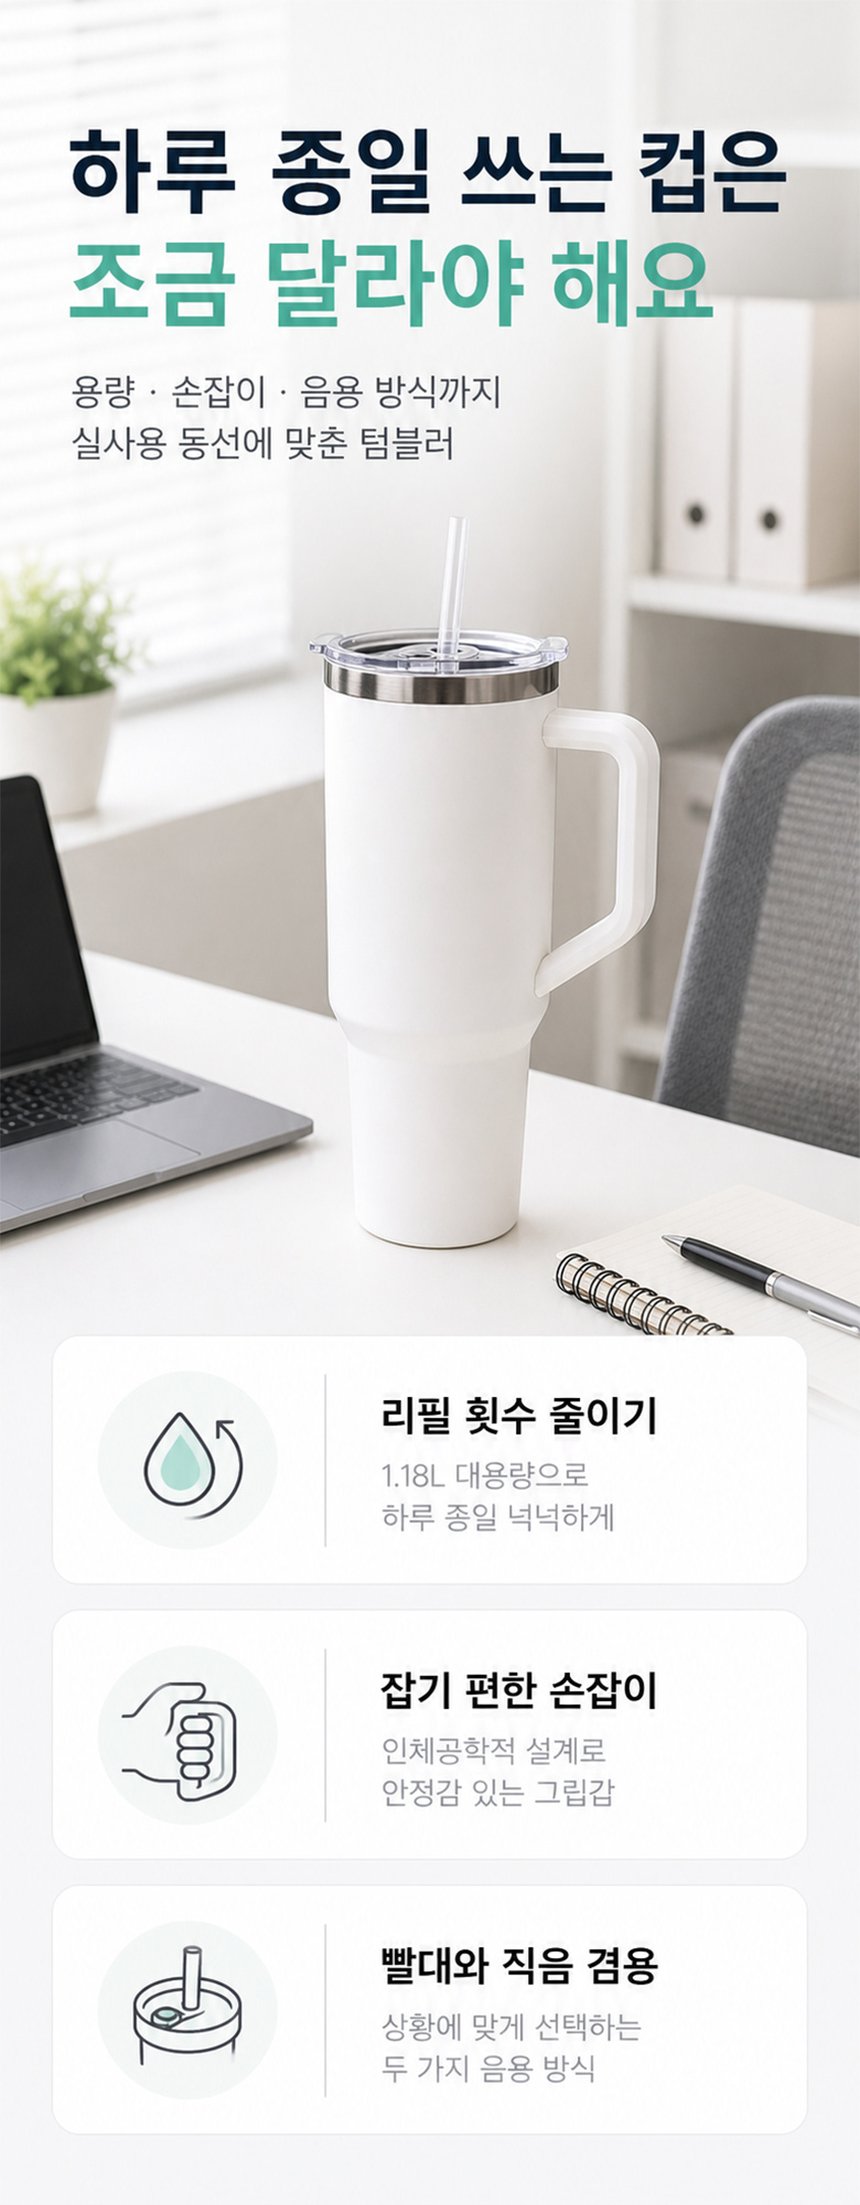 하루 종일 쓰는 컵은
조금 달라야 해요
용량 · 손잡이 · 음용 방식까지
실사용 동선에 맞춘 텀블러
리필 횟수 줄이기
1.18L 대용량으로
하루 종일 넉넉하게
잡기 편한 손잡이
인체공학적 설계로
안정감 있는 그립갑
빨대와 직음 겸용
상황에 맞게 선택하는
두 가지 음용 방식